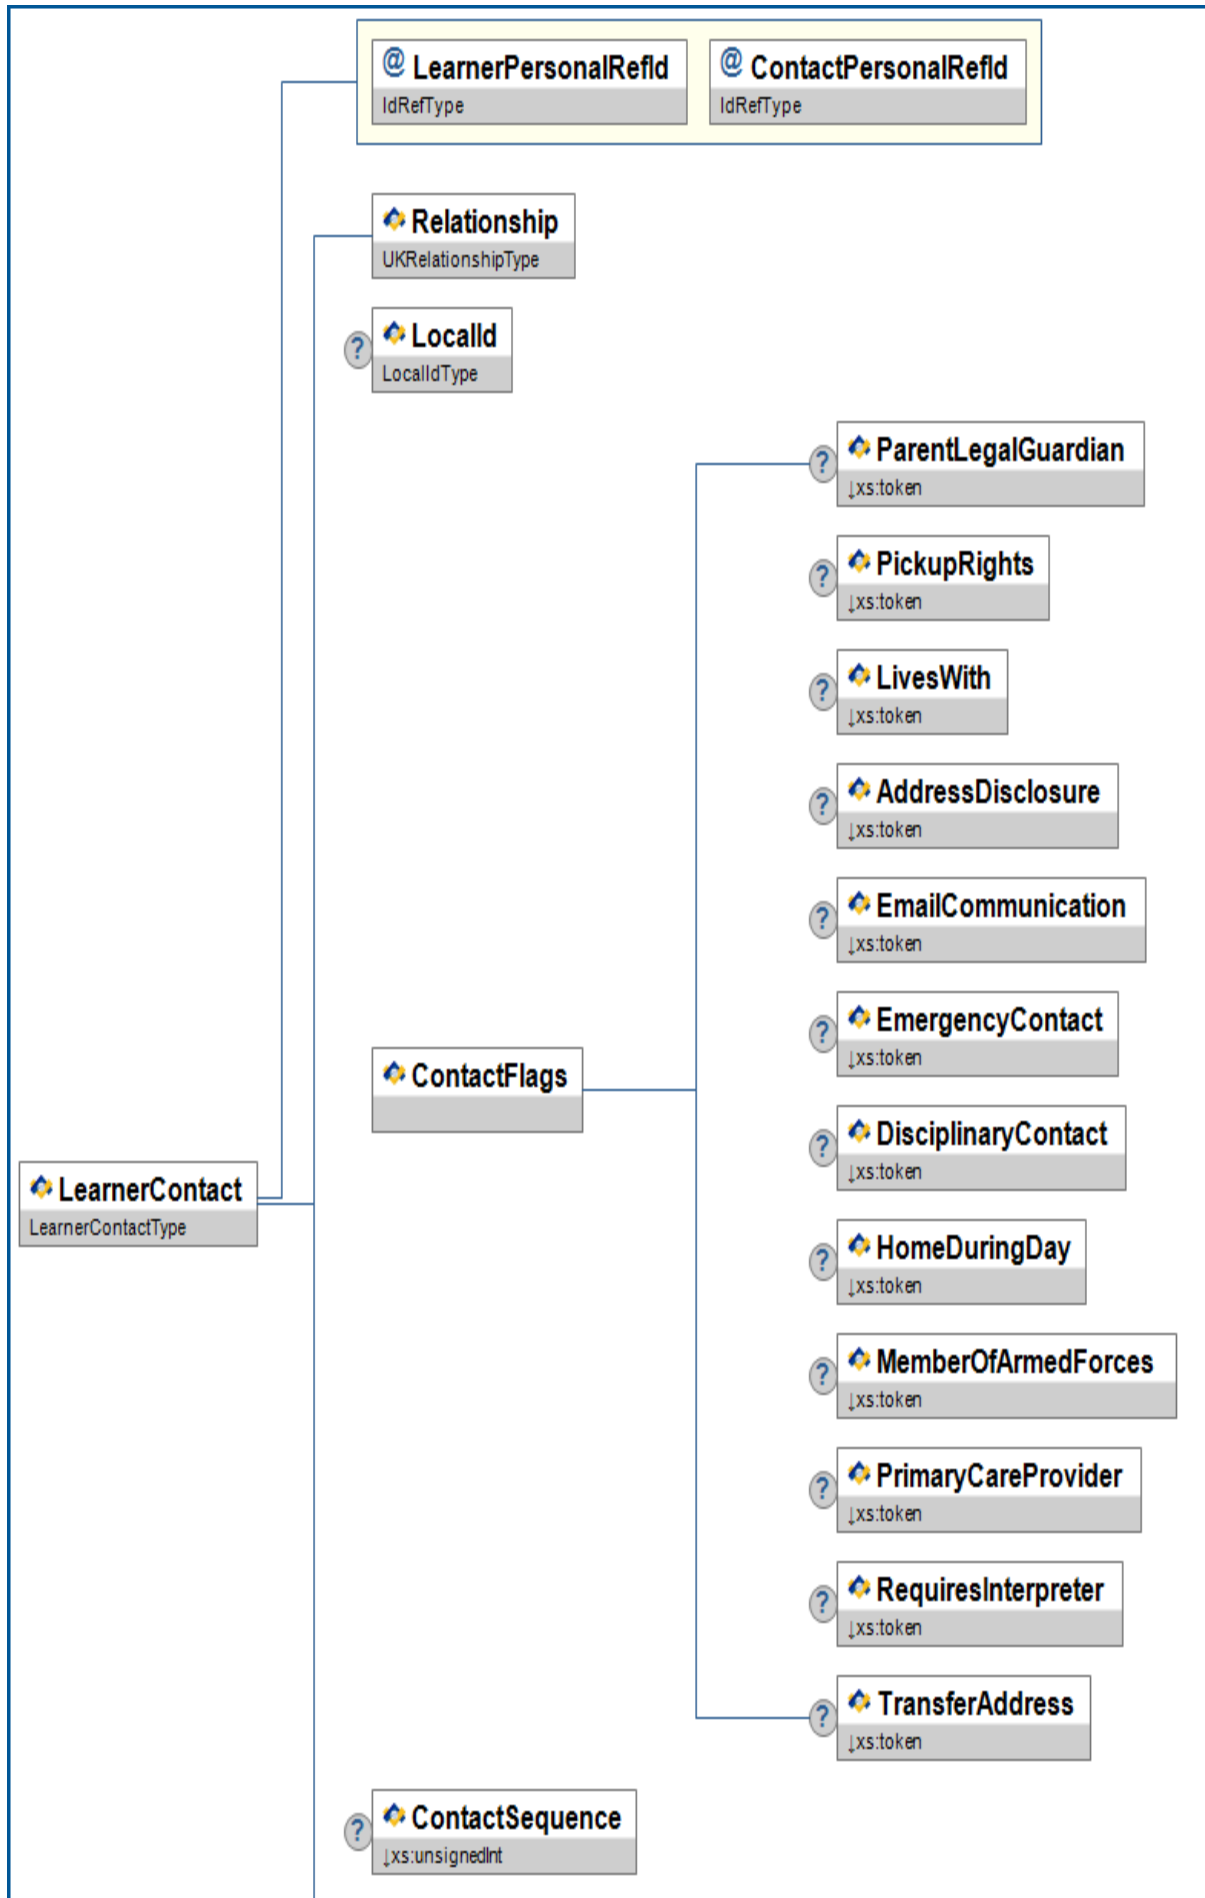 @ LearnerPersonalRefId
IdRefType
@ ContactPersonalRefId
IdRefType
Relationship
UKRelationshipType
? LocalId
LocalIdType
? ParentLegalGuardian
↓xs:token
? PickupRights
↓xs:token
? LivesWith
↓xs:token
? AddressDisclosure
↓xs:token
? EmailCommunication
↓xs:token
? EmergencyContact
↓xs:token
ContactFlags
? DisciplinaryContact
↓xs:token
LearnerContact
LearnerContactType
? HomeDuringDay
↓xs:token
? MemberOfArmedForces
↓xs:token
? PrimaryCareProvider
↓xs:token
? RequiresInterpreter
↓xs:token
? TransferAddress
↓xs:token
? ContactSequence
↓xs:unsignedInt